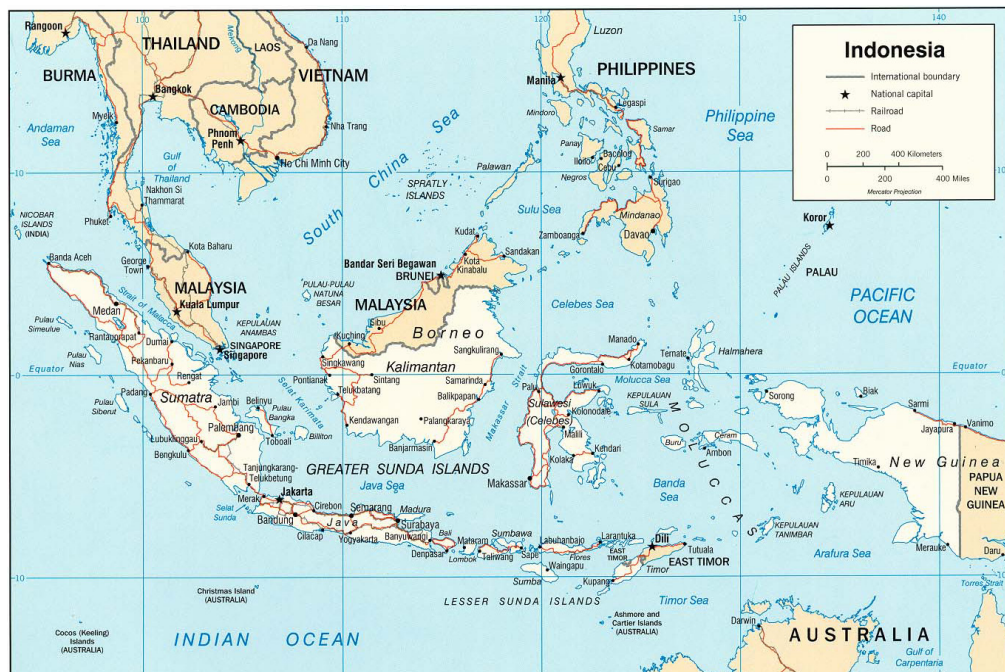 100
110
120
130
140
Rangoon
THAILAND
LAOS
Mekong
Da Nang
Luzon
BURMA
VIETNAM
PHILIPPINES
Bangkok
Manila
CAMBODIA
Legaspi
Andaman
Sea
Myeik
Mindoro
Philippine
Sea
Phnom
Penh
Nha Trang
Samar
Gulf
of
Thailand
Ho Chi Minh City
Panay
Iloilo
Bacolod
Cebu
Negros
10
Palawan
Surigao
SPRATLY
ISLANDS
South China Sea
Nakhon Si
Thammarat
NICOBAR
ISLANDS
(INDIA)
Phuket
Sulu Sea
Mindanao
Koror
Kota Baharu
Kudat
Zamboanga
Davao
Banda Aceh
George
Town
Bandar Seri Begawan
BRUNEI
Kota
Kinabalu
Sandakan
PALAU ISLANDS
PALAU
MALAYSIA
Kuala Lumpur
PULAU-PULAU
NATUNA
BESAR
MALAYSIA
Celebes Sea
PACIFIC
OCEAN
Strait of Malacca
Medan
Pulau
Simeulue
Rantauprapat
Dumai
KEPULAUAN
ANAMBAS
SINGAPORE
Singapore
Kuching
Sibu
Borneo
Manado
Ternate
Halmahera
Pulau
Nias
Pekanbaru
Singkawang
Kalimantan
Sangkulirang
Gorontalo
Kotamobagu
Equator
Equator
0
Rengat
Pontianak
Sintang
Samarinda
Palu
Luwuk
Molucca Sea
Padang
Sumatra
Selat Karimata
Telukbatang
Balikpapan
Makassar Strait
Sulawesi
(Celebes)
KEPULAUAN
SULA
Sorong
Biak
Pulau
Siberut
Jambi
Belinyu
Pulau
Bangka
Kendawangan
Palangkaraya
Kolonodale
MOLUCCAS
Sarmi
Jayapura
Vanimo
Palembang
Toboali
Billiton
Banjarmasin
Malili
Kolaka
Kendari
Buru
Ceram
Ambon
Lubuklinggau
Bengkulu
Timika
New Guinea
PAPUA
NEW
GUINEA
Tanjungkarang-
Telukbetung
GREATER SUNDA ISLANDS
Java Sea
Makassar
Banda
Sea
KEPULAUAN
ARU
Merak
Jakarta
Selat
Sunda
Bandung
Cirebon
Semarang
Madura
Java
Surabaya
KEPULAUAN
TANIMBAR
Cilacap
Yogyakarta
Banyuwangi
Bali
Denpasar
Mataram
Lombok
Sumbawa
Taliwang
Sape
Labuhanbajo
Flores
Larantuka
EAST
TIMOR
Dili
Tutuala
EAST TIMOR
Timor
Arafura Sea
Merauke
Daru
10
Waingapu
Sumba
Kupang
Torres Strait
Christmas Island
(AUSTRALIA)
LESSER SUNDA ISLANDS
Timor Sea
Ashmore and
Cartier Islands
(AUSTRALIA)
Cocos (Keeling)
Islands
(AUSTRALIA)
INDIAN OCEAN
Darwin
AUSTRALIA
Gulf of
Carpentaria
Indonesia
International boundary
National capital
Railroad
Road
0 200 400 Kilometers
0 200 400 Miles
Mercator Projection